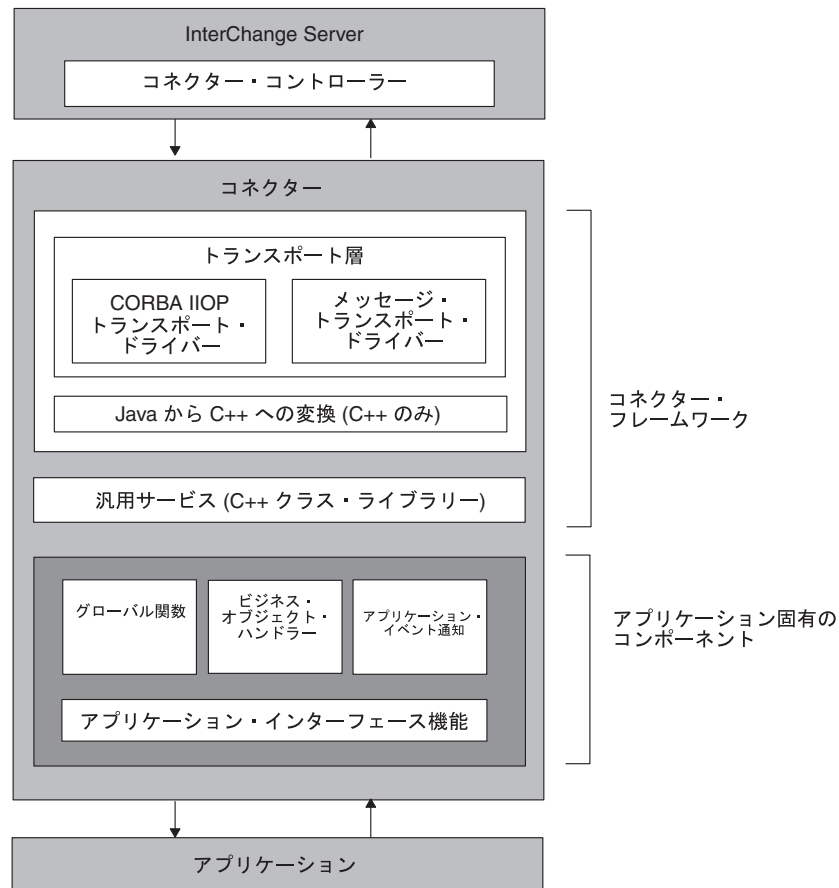 InterChange Server
コネクター・コントローラー
コネクター
トランスポート層
CORBA IIOP
トランスポート・
ドライバー
メッセージ・
トランスポート・
ドライバー
Java から C++ への変換 (C++ のみ)
汎用サービス (C++ クラス・ライブラリー)
コネクター・
フレームワーク
グローバル関数
ビジネス・
オブジェクト・
ハンドラー
アプリケーション・
イベント通知
アプリケーション・インターフェース機能
アプリケーション固有の
コンポーネント
アプリケーション